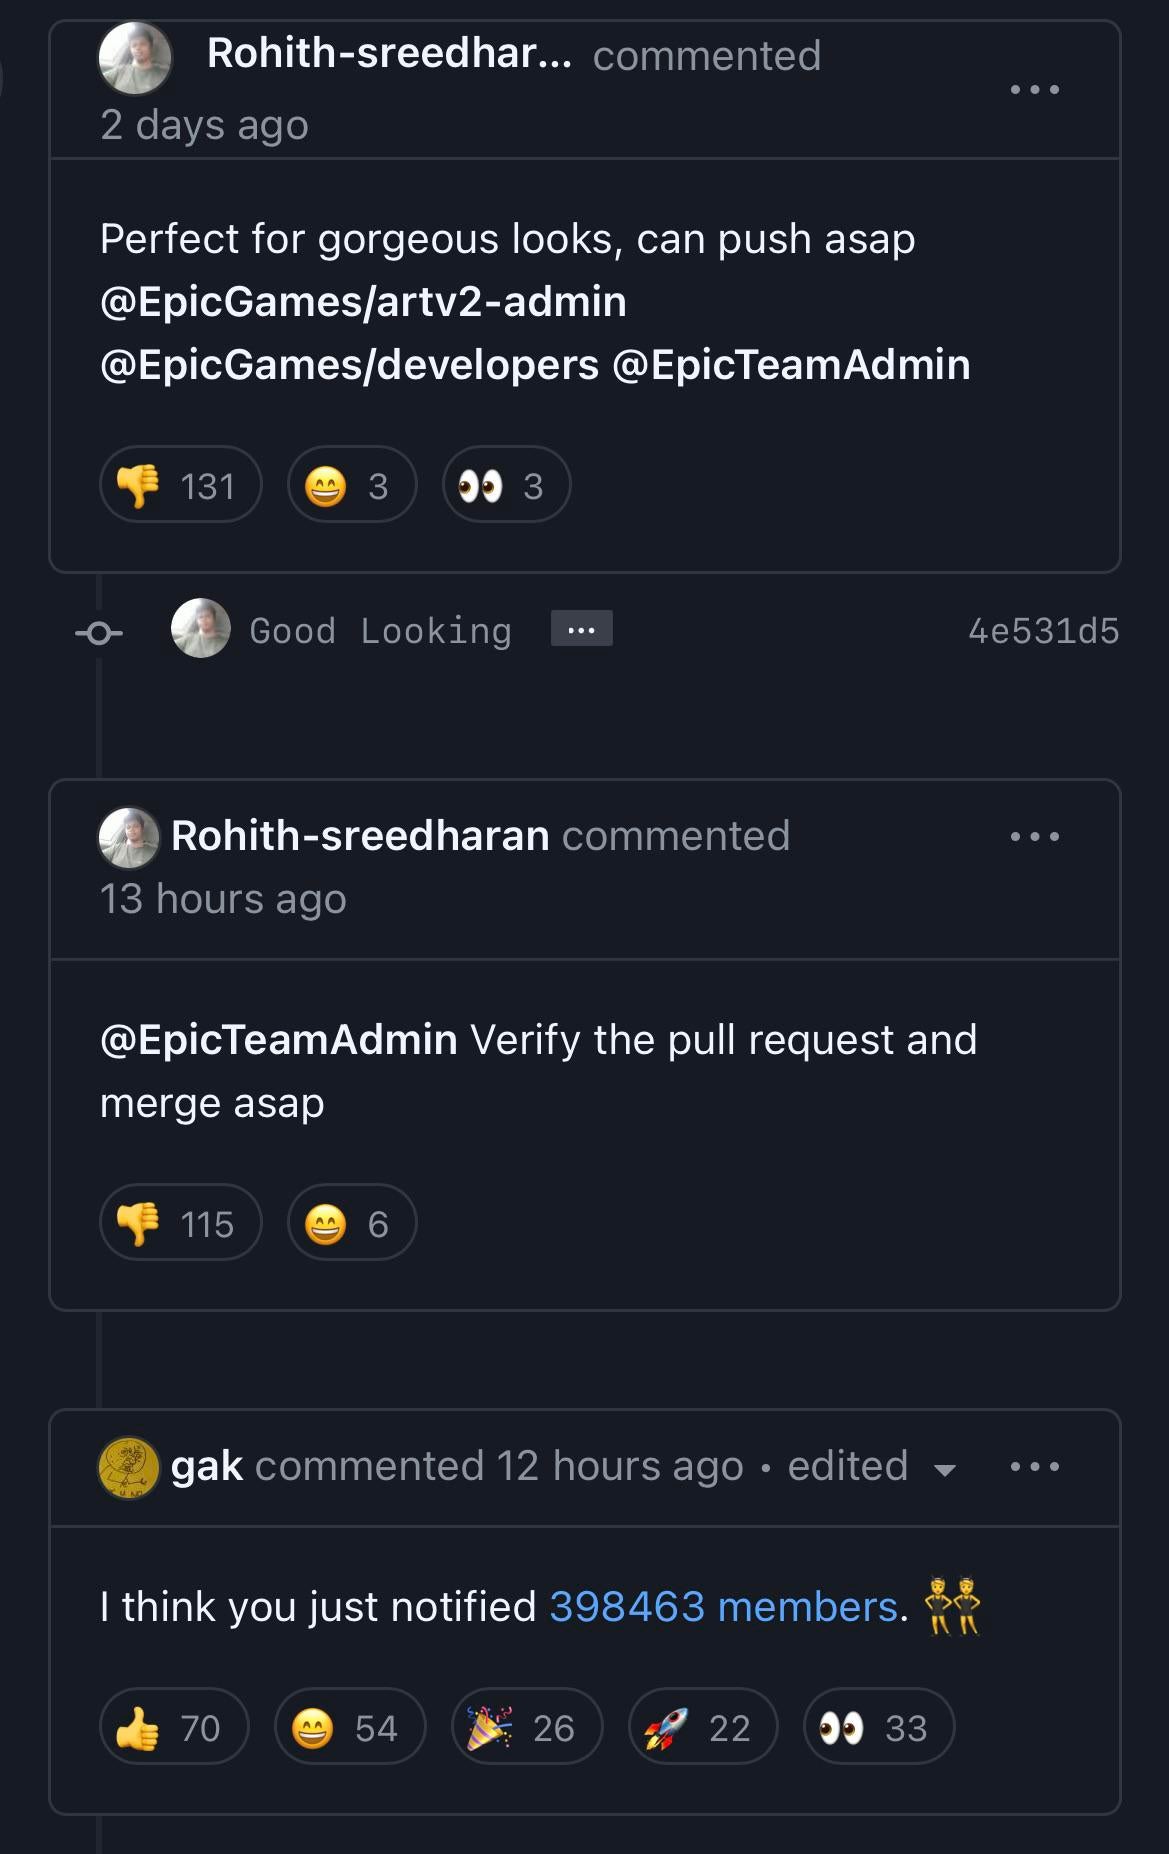 Rohith-sreedhar... commented
2 days ago
Perfect for gorgeous looks, can push asap
@EpicGames/artv2-admin
@EpicGames/developers @EpicTeamAdmin
131 3 3
Good Looking ... 4e531d5
Rohith-sreedharan commented
13 hours ago
@EpicTeamAdmin Verify the pull request and
merge asap
115 6
gak commented 12 hours ago • edited
I think you just notified 398463 members.
70 54 26 22 33